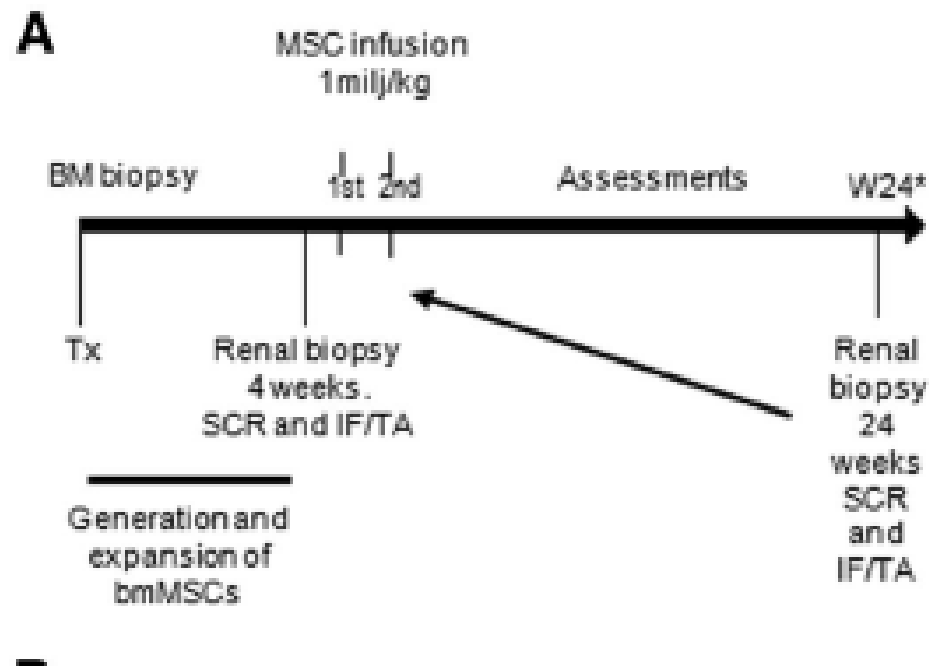 A
MSC infusion
1milj/kg
BM biopsy
1st 2nd
Assessments
W24*
Tx
Renal biopsy
4 weeks.
SCR and IF/TA
Renal
biopsy
24
weeks
SCR
and
IF/TA
Generation and
expansion of
bmMSCs